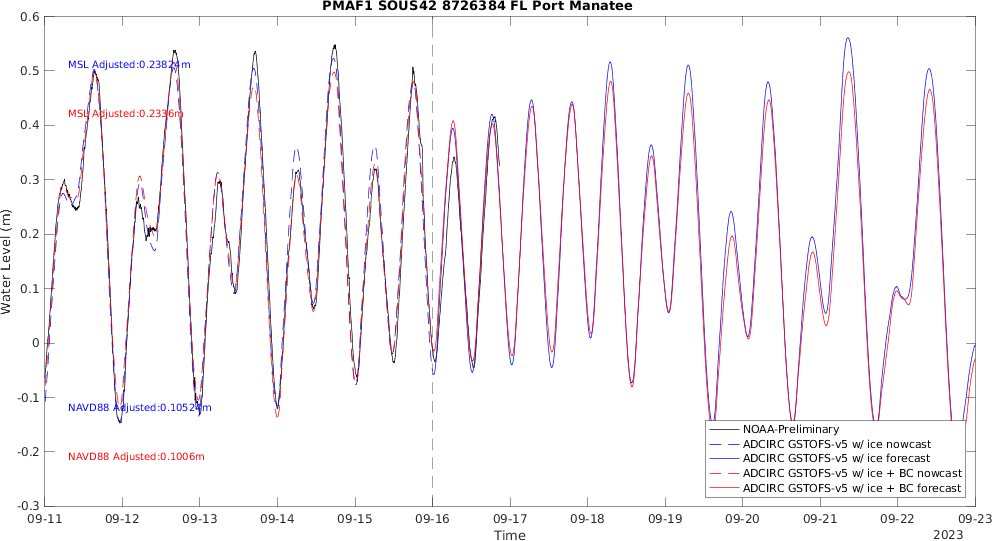 PMAF1 SOUS42 8726384 FL Port Manatee
0.6
0.5
0.4
0.3
0.2
0.1
0
-0.1
-0.2
-0.3
Water Level (m)
MSL Adjusted:0.23824m
MSL Adjusted:0.2336m
NAVD88 Adjusted:0.10524m
NAVD88 Adjusted:0.1006m
NOAA-Preliminary
ADCIRC GSTOFS-v5 w/ ice nowcast
ADCIRC GSTOFS-v5 w/ ice forecast
ADCIRC GSTOFS-v5 w/ ice + BC nowcast
ADCIRC GSTOFS-v5 w/ ice + BC forecast
09-11 09-12 09-13 09-14 09-15 09-16 09-17 09-18 09-19 09-20 09-21 09-22 09-23
Time
2023